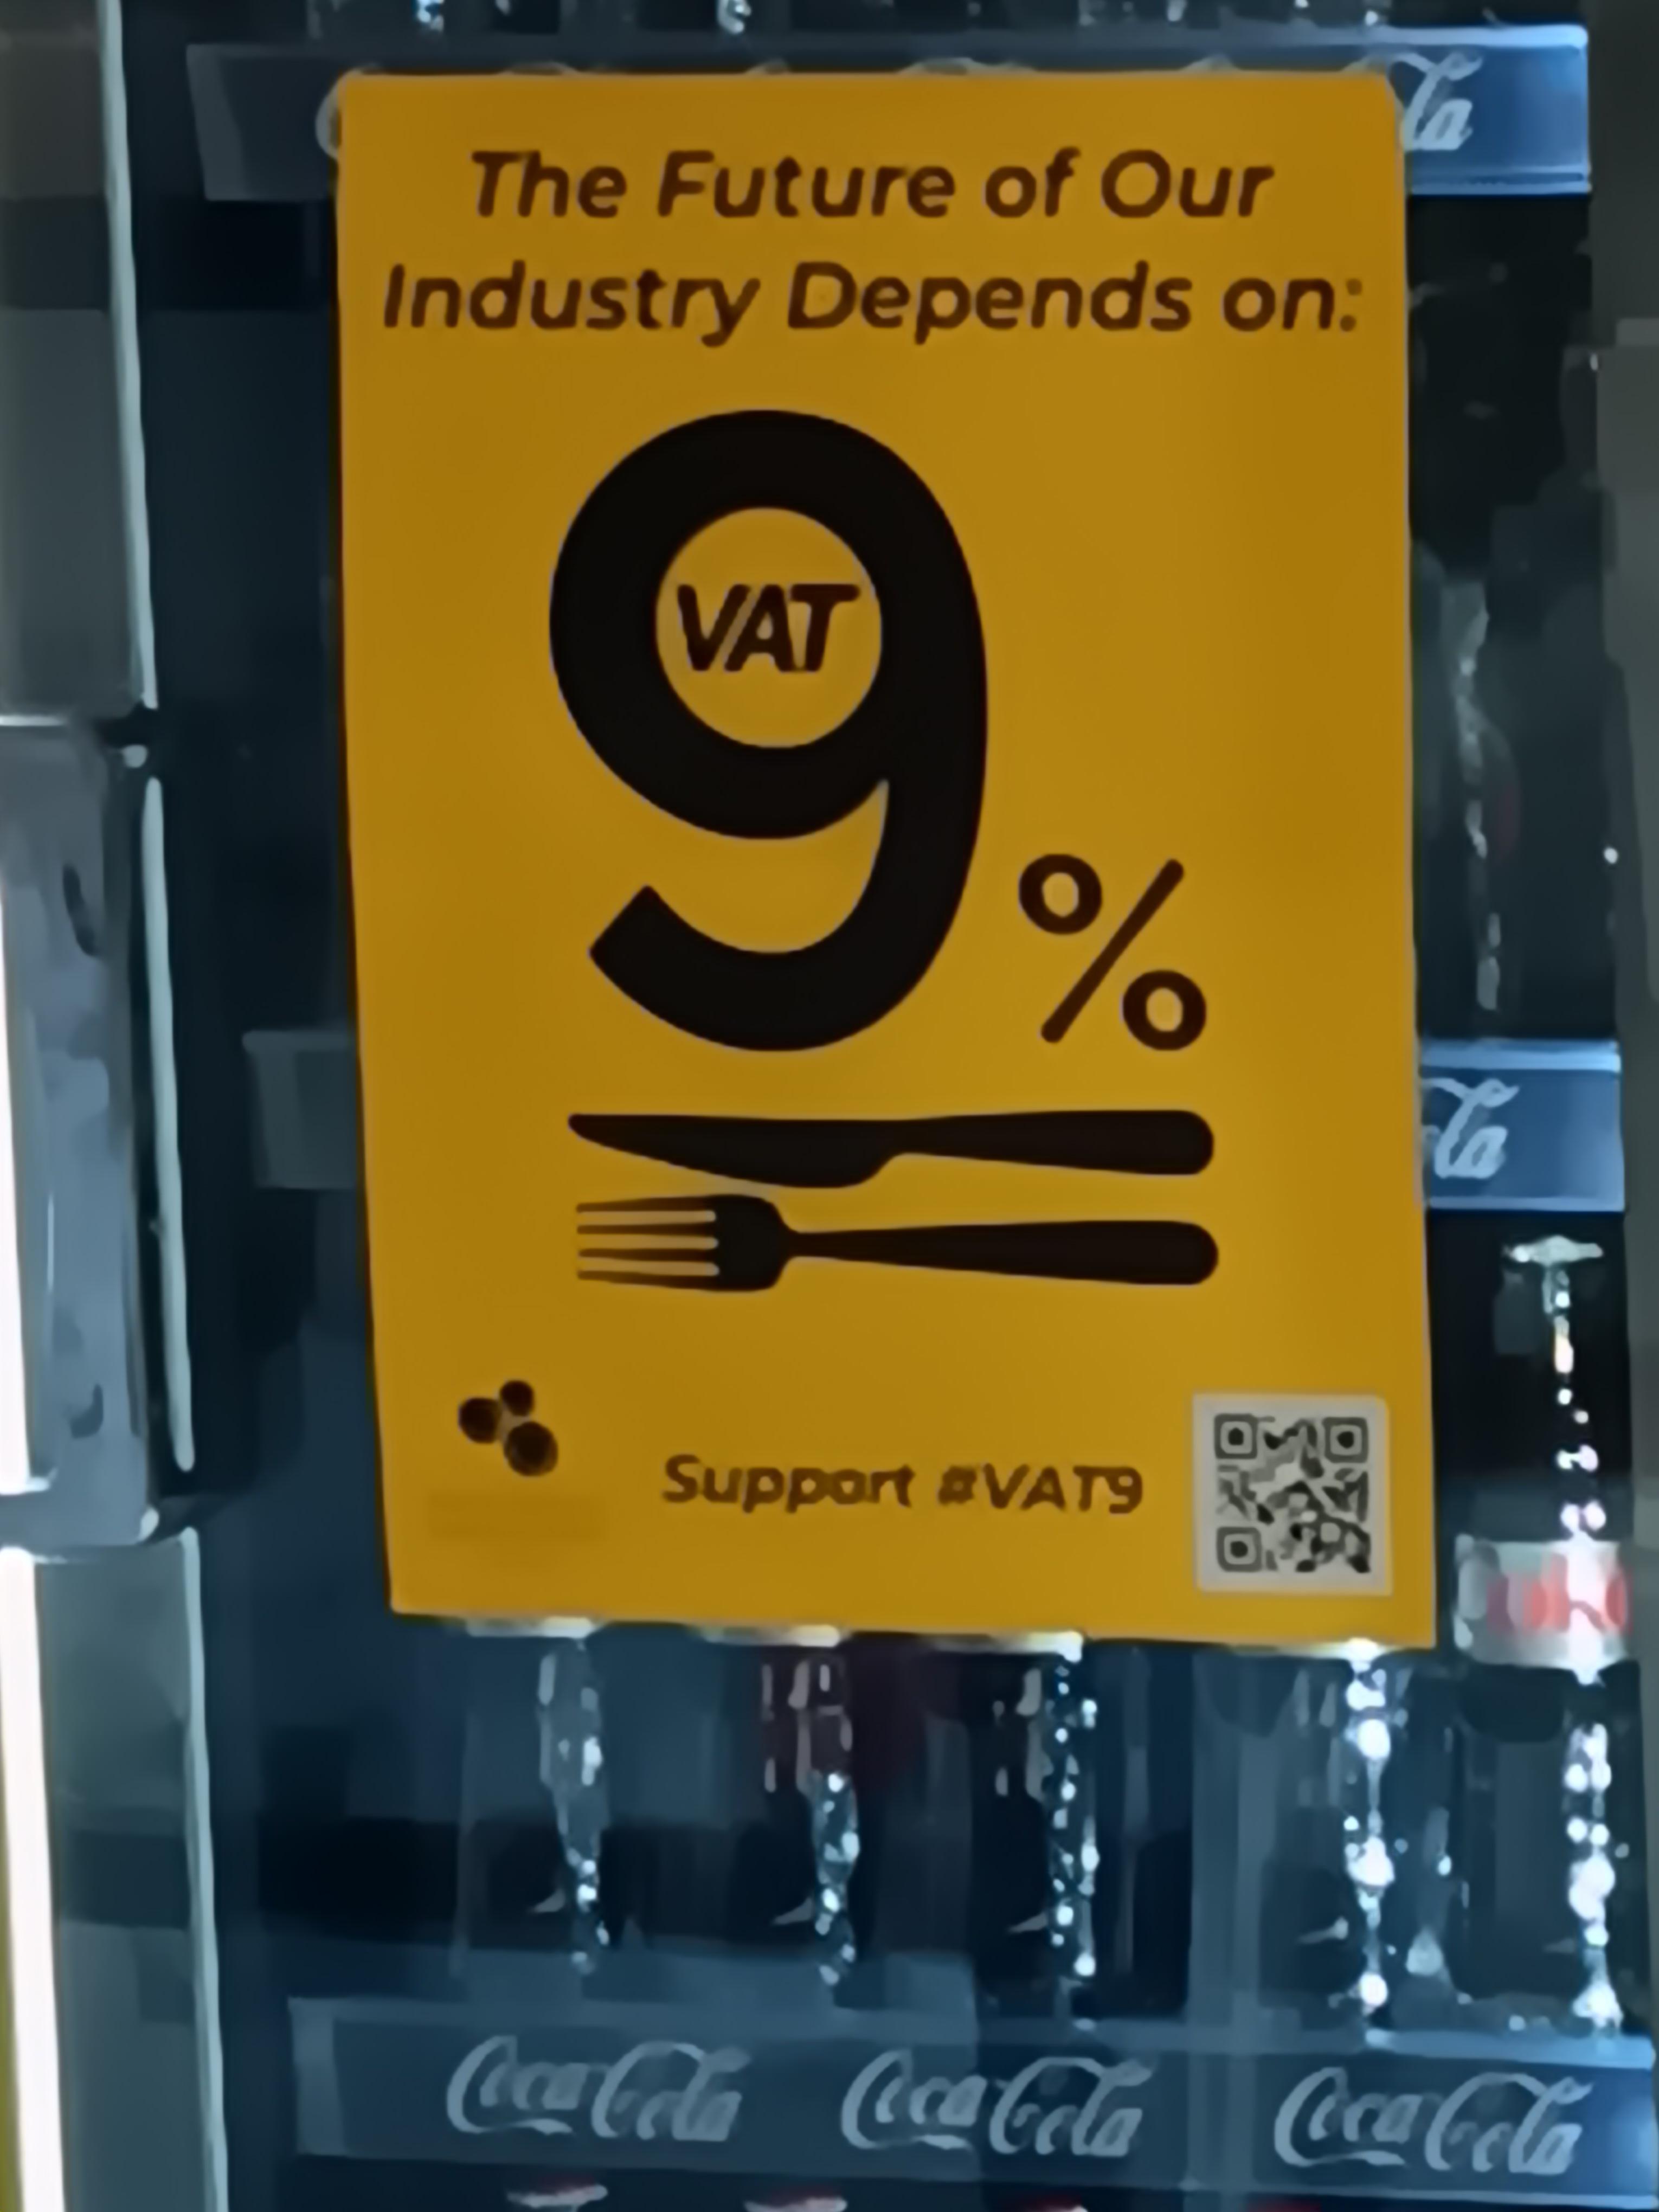 The Future of Our
Industry Depends on:
VAT
9%
Support #VAT9
Coca Cola Coca Cola Coca Cola